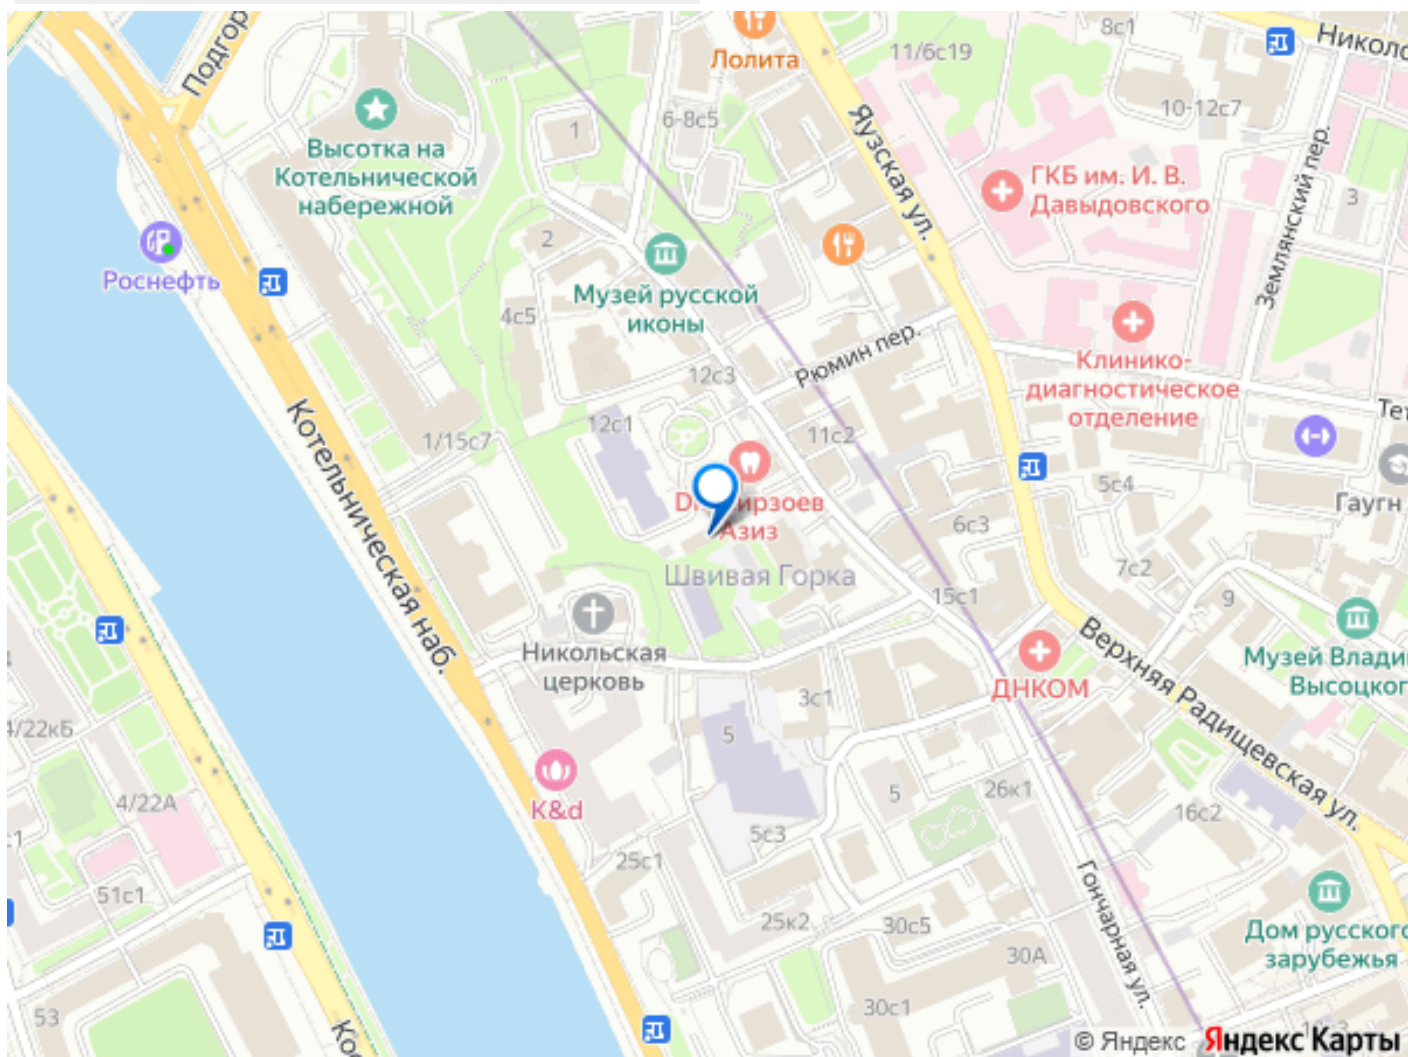 Подгор
Лолита
8с1
Николо
11/6с19
10-12с7
6-8с5
1
Яузская ул.
Высотка на
Котельнической
набережной
ГКБ им. И. В.
Давыдовского
Землянский пер.
3
2
Роснефть
Музей русской
иконы
4с5
Клинико-
диагностическое
отделение
Рюмин пер.
12с3
Котельническая наб.
12с1
11с2
1/15с7
Тет
5с4
Гаугн
Азиз
6с3
7с2
Швивая Горка
15с1
9
Никольская
церковь
Верхняя Радищевская ул.
Музей Влади
Высоцког
ДНКОМ
3с1
4/22кБ
5
K&d
4/22А
5
26к1
16с2
5с3
25с1
51с1
Гончарная ул.
25к2
30с5
Дом русского
зарубежья
30А
30с1
53
Кос
© Яндекс Яндекс Карты